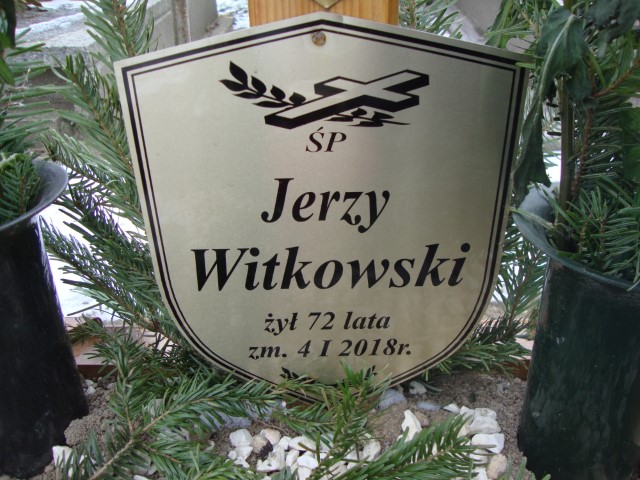 ŚP
Jerzy
Witkowski
żył 72 lata
zm. 4 I 2018r.